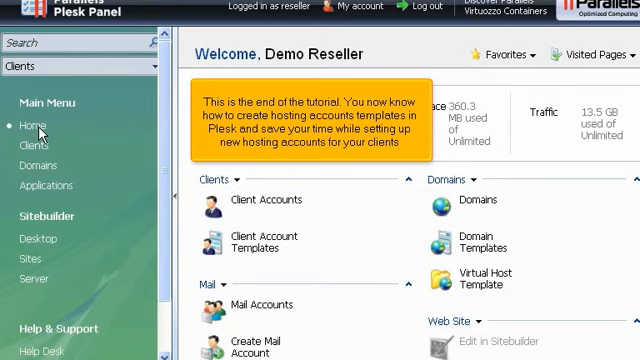 Parallels
Plesk Panel
Logged in as reseller
My account
Log out
Discover Parallels
Virtuozzo Containers
Parallels
Optimized Computing
Search
Clients
Main Menu
Home
Clients
Domains
Applications
Sitebuilder
Desktop
Sites
Server
Help & Support
Help Desk
Welcome, Demo Reseller
Favorites
Visited Pages
This is the end of the tutorial. You now know
how to create hosting accounts templates in
Plesk and save your time while setting up
new hosting accounts for your clients
ace 360.3
MB used
of
Unlimited
Traffic
13.5 GB
used of
Unlimited
Clients
Client Accounts
Client Account
Templates
Mail
Mail Accounts
Create Mail
Account
Domains
Domains
Domain
Templates
Virtual Host
Template
Web Site
Edit in Sitebuilder